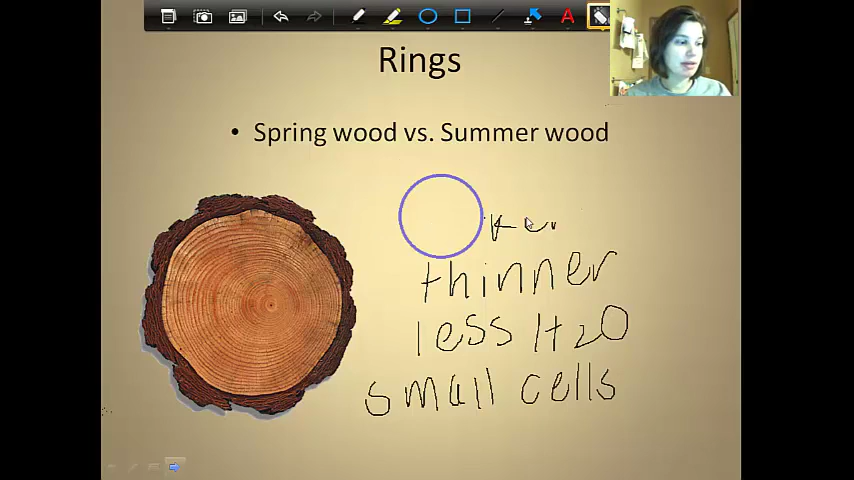 Rings
• Spring wood vs. Summer wood
thinner
less H2O
small cells